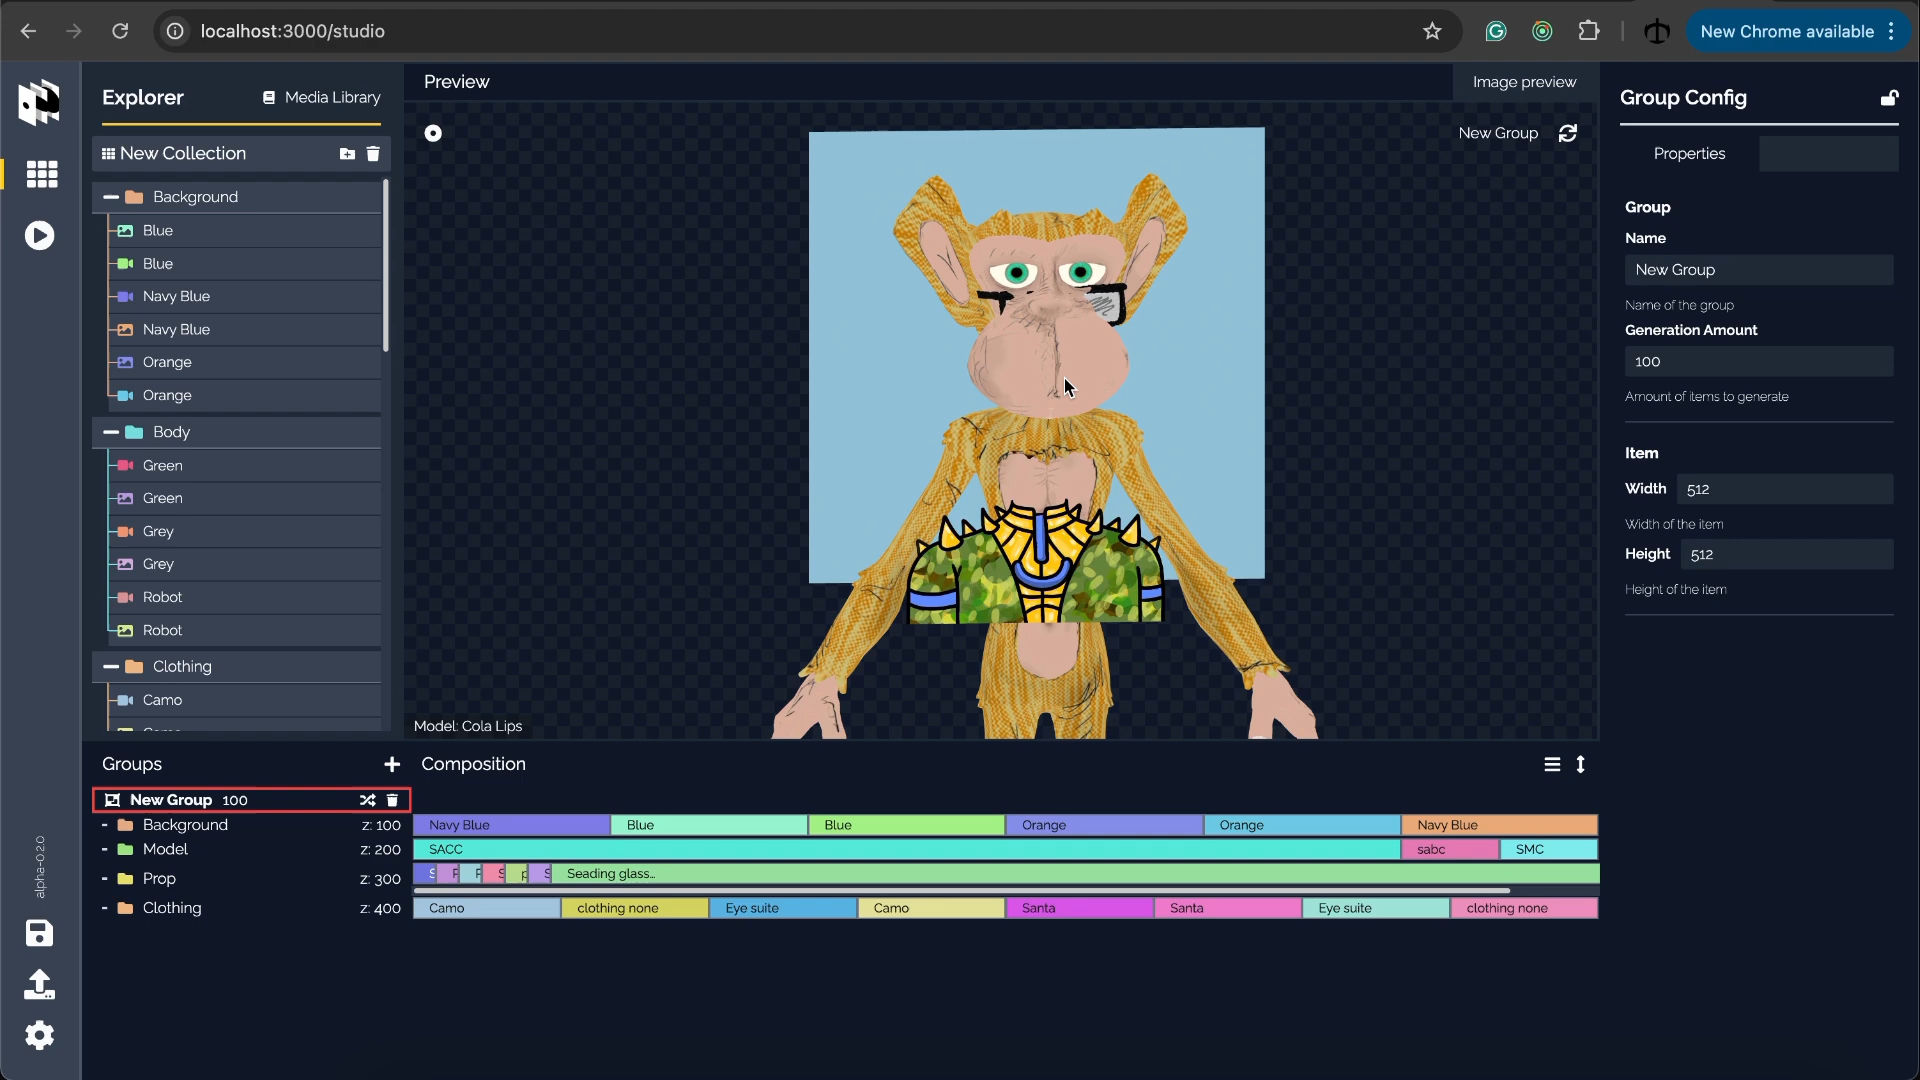 localhost:3000/studio
New Chrome available
Explorer
Media Library
New Collection
Background
Blue
Blue
Navy Blue
Navy Blue
Orange
Orange
Body
Green
Green
Grey
Grey
Robot
Robot
Clothing
Camo
Preview
Image preview
New Group
Model: Cola Lips
Group Config
Properties
Group
Name
New Group
Name of the group
Generation Amount
100
Amount of items to generate
Item
Width 512
Width of the item
Height 512
Height of the item
Groups
Composition
New Group 100
Background z: 100 Navy Blue Blue Blue Orange Orange Navy Blue
Model z: 200 SACC sabc SMC
Prop z: 300 Seading glass...
Clothing z: 400 Camo clothing none Eye suite Camo Santa Santa Eye suite clothing none
alpha-0.2.0